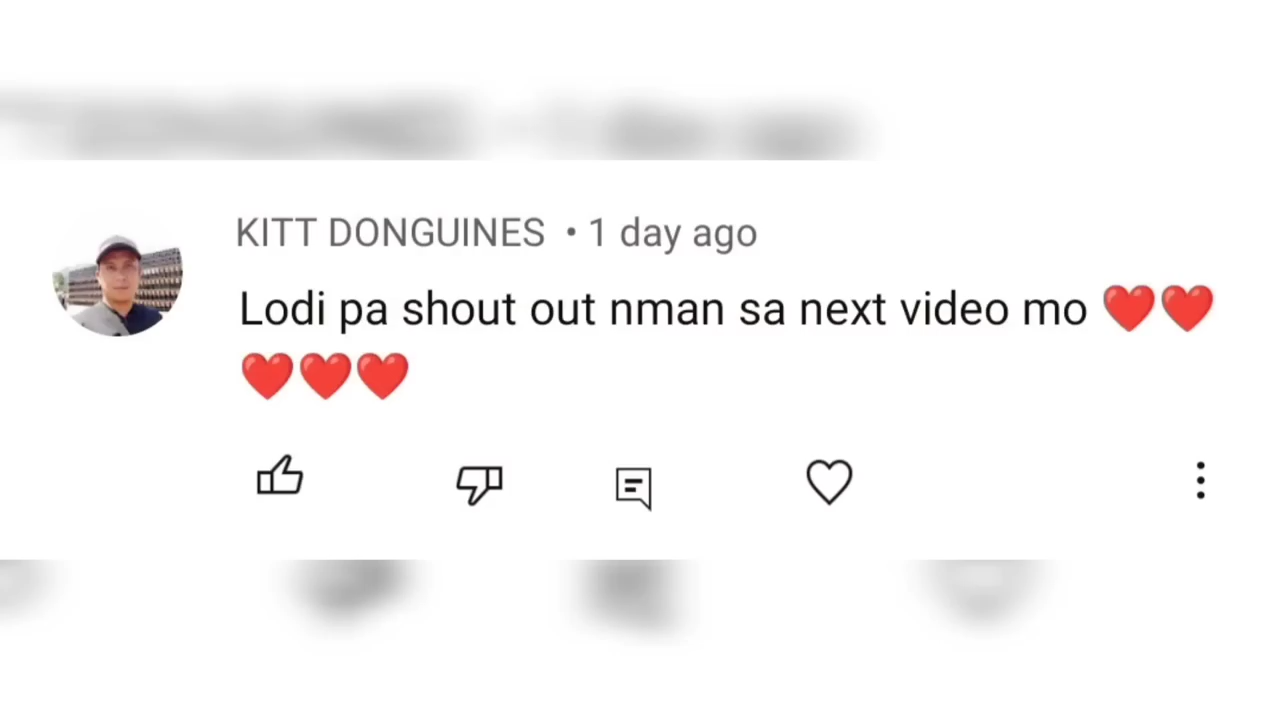 KITT DONGUINES • 1 day ago
Lodi pa shout out nman sa next video mo ❤️❤️
❤️❤️❤️